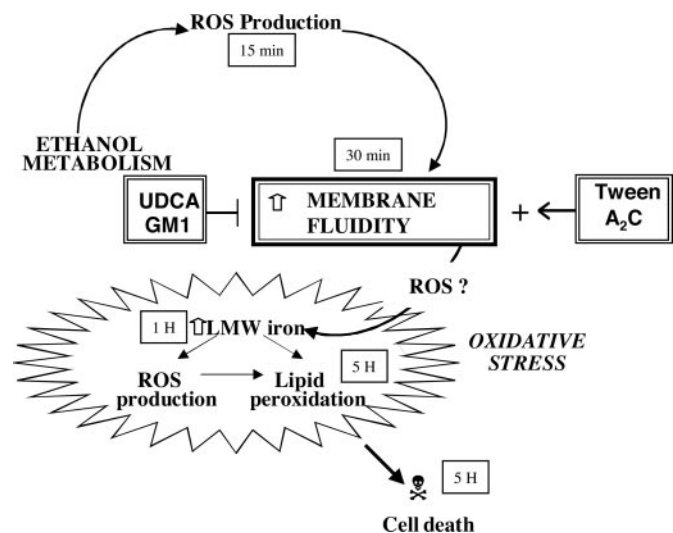 ROS Production
15 min
ETHANOL
METABOLISM
30 min
UDCA
GM1
MEMBRANE
FLUIDITY
+
Tween
A₂C
ROS ?
1 H
LMW iron
OXIDATIVE
STRESS
ROS
production
Lipid
peroxidation
5 H
5 H
Cell death